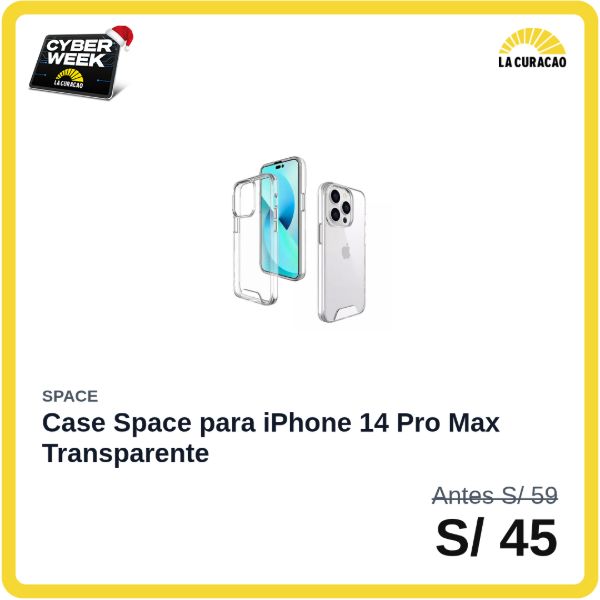 CYBER
WEEK
LA CURACAO
LA CURACAO
SPACE
Case Space para iPhone 14 Pro Max
Transparente
Antes S/ 59
S/ 45